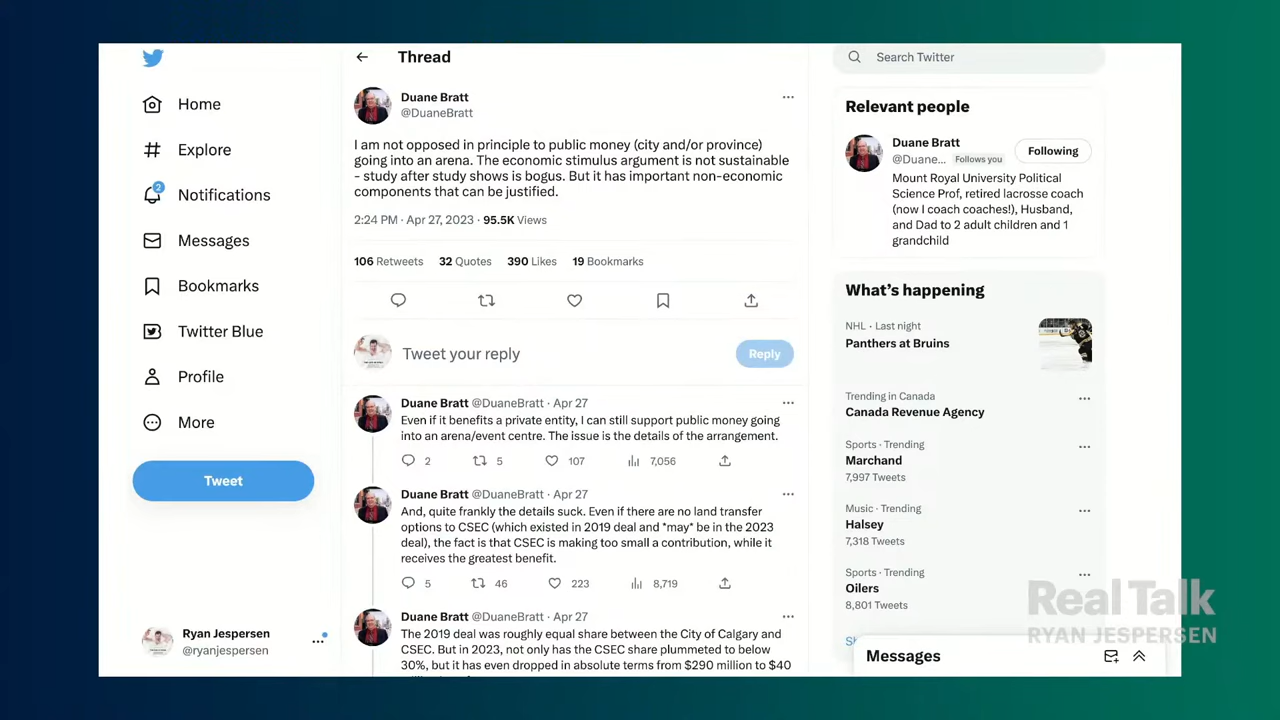 Home
Explore
2
Notifications
Messages
Bookmarks
Twitter Blue
Profile
More
Tweet
Ryan Jespersen
@ryanjespersen
Thread
Duane Bratt
@DuaneBratt
I am not opposed in principle to public money (city and/or province)
going into an arena. The economic stimulus argument is not sustainable
- study after study shows is bogus. But it has important non-economic
components that can be justified.
2:24 PM · Apr 27, 2023 · 95.5K Views
106 Retweets 32 Quotes 390 Likes 19 Bookmarks
Tweet your reply
Reply
Duane Bratt @DuaneBratt · Apr 27
Even if it benefits a private entity, I can still support public money going
into an arena/event centre. The issue is the details of the arrangement.
2 5 107 7,056
Duane Bratt @DuaneBratt · Apr 27
And, quite frankly the details suck. Even if there are no land transfer
options to CSEC (which existed in 2019 deal and *may* be in the 2023
deal), the fact is that CSEC is making too small a contribution, while it
receives the greatest benefit.
5 46 223 8,719
Duane Bratt @DuaneBratt · Apr 27
The 2019 deal was roughly equal share between the City of Calgary and
CSEC. But in 2023, not only has the CSEC share plummeted to below
30%, but it has even dropped in absolute terms from $290 million to $40
Search Twitter
Relevant people
Duane Bratt
@Duane... Follows you
Following
Mount Royal University Political
Science Prof, retired lacrosse coach
(now I coach coaches!), Husband,
and Dad to 2 adult children and 1
grandchild
What's happening
NHL · Last night
Panthers at Bruins
Trending in Canada
Canada Revenue Agency
Sports · Trending
Marchand
7,997 Tweets
Music · Trending
Halsey
7,318 Tweets
Sports · Trending
Oilers
8,801 Tweets
Messages
Real Talk
RYAN JESPERSEN